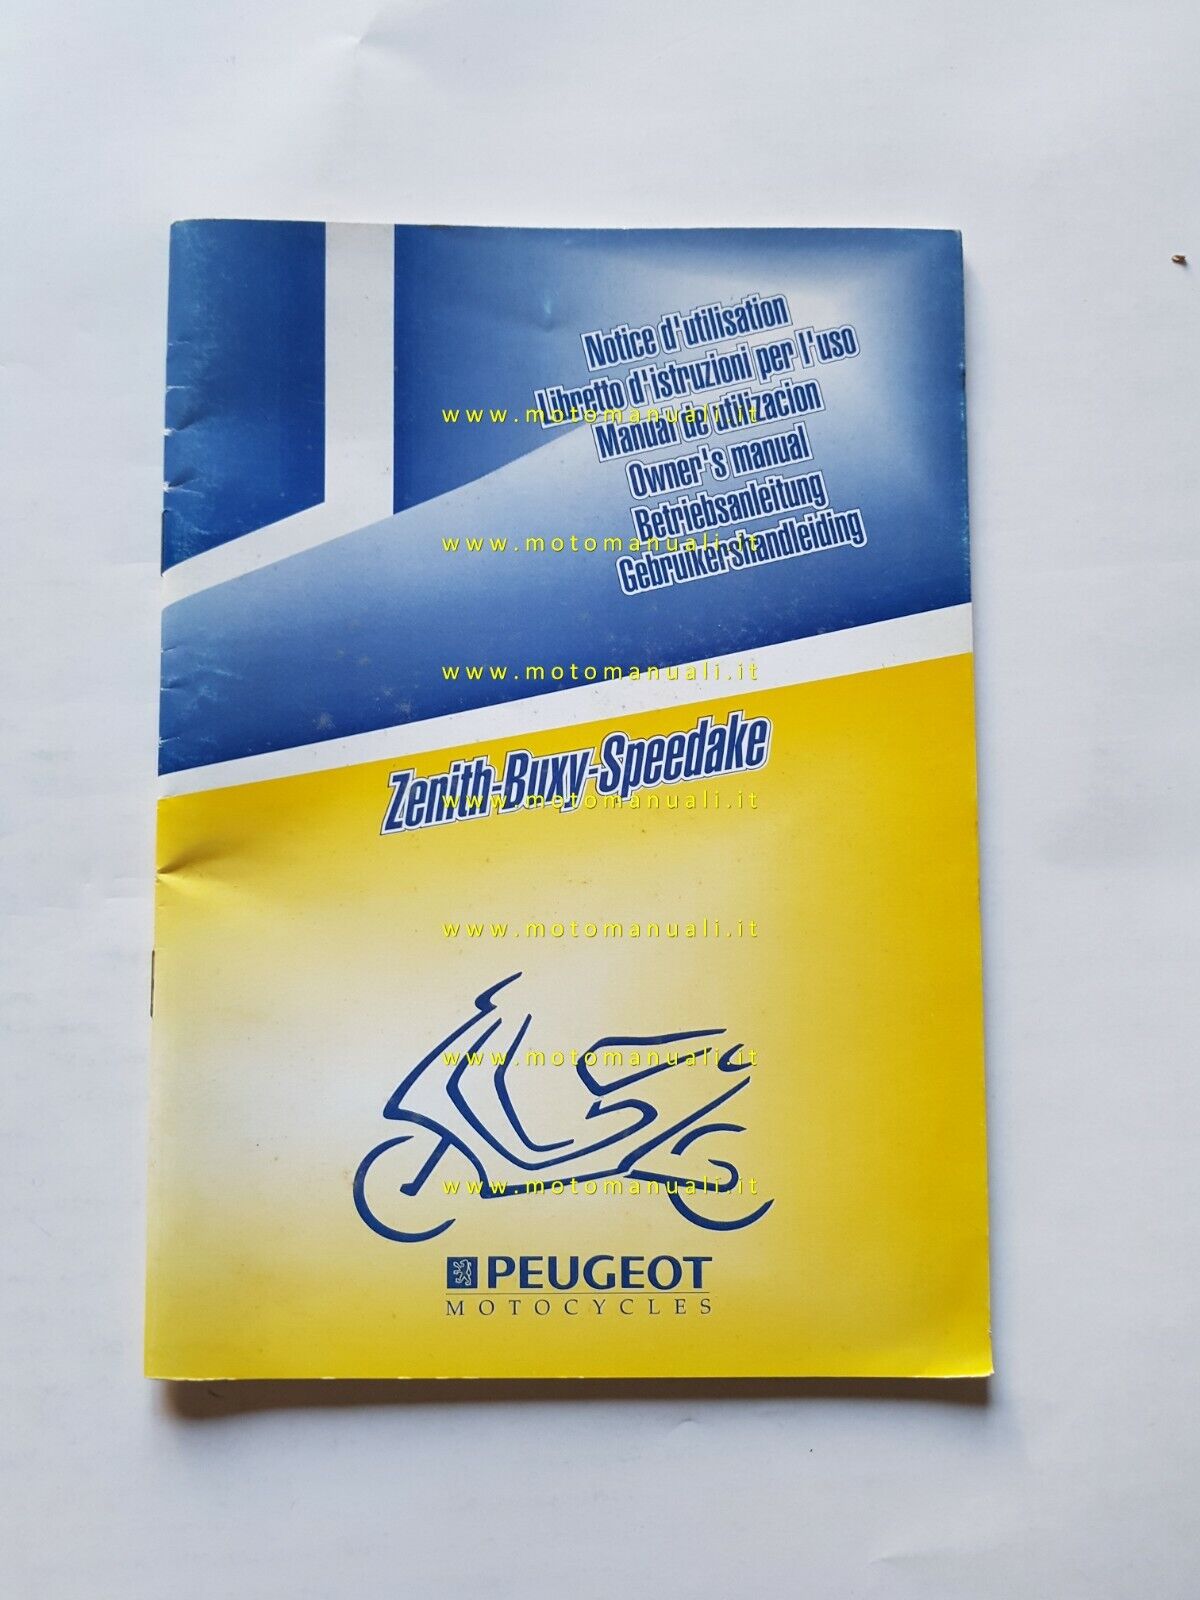 Notice d'utilisation
Libretto d'istruzioni per l'uso
www.motomanuali.it
Manual de utilizacion
Owner's manual
Betriebsanleitung
www.motomanuali.it
Gebruikershandleiding
www.motomanuali.it
Zenith-Buxy-Speedake
www.motomanuali.it
www.motomanuali.it
www.motomanuali.it
www.motomanuali.it
PEUGEOT
MOTOCYCLES